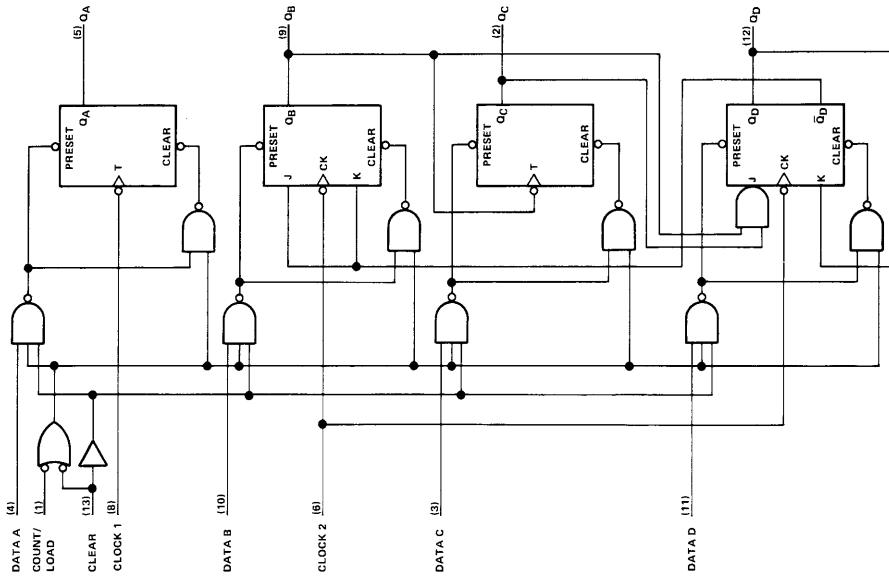 DATA A (4)
COUNT/ (1)
LOAD
CLEAR (13)
CLOCK 1 (8)
DATA B (10)
CLOCK 2 (6)
DATA C (3)
DATA D (11)
PRESET
QA
T
CLEAR
(5) QA
PRESET
QB
J
CK
K
CLEAR
(9) QB
PRESET
QC
T
CLEAR
(2) QC
PRESET
QD
J
CK
K
Q̅D
CLEAR
(12) QD